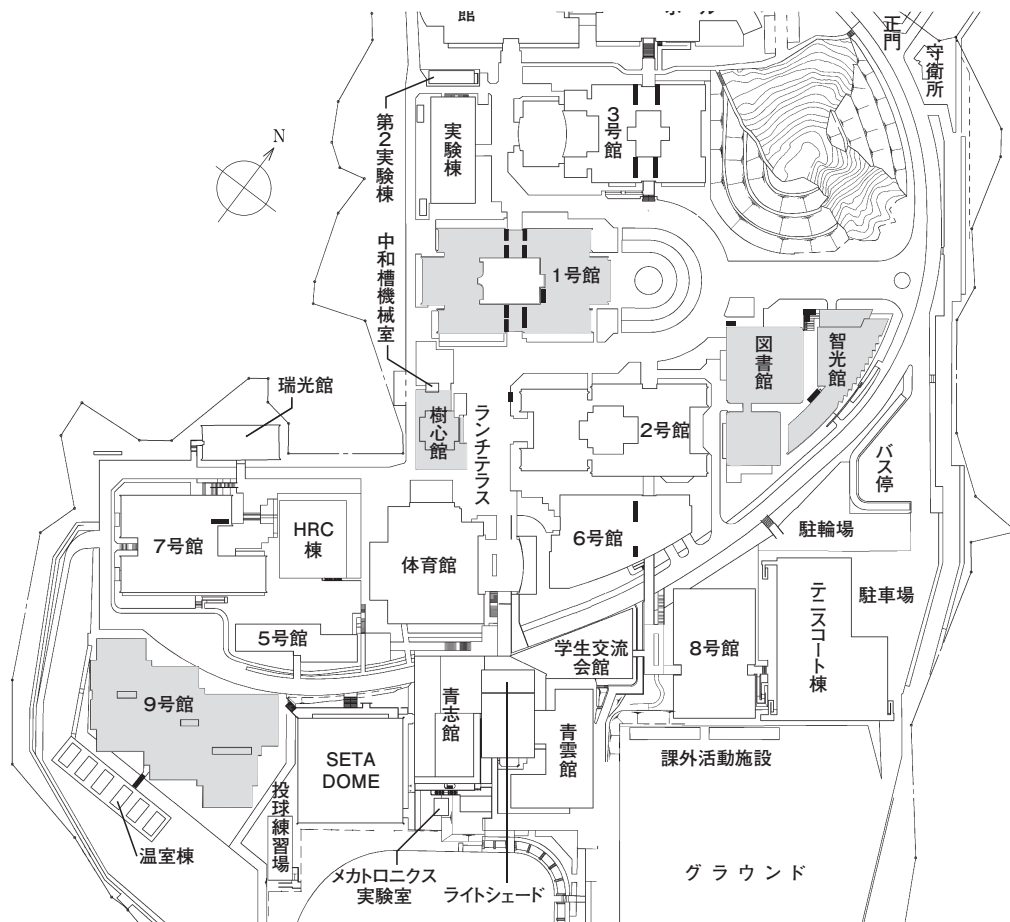 館
ホール
正門
守衛所
第2実験棟
実験棟
3号館
N
中和槽機械室
1号館
瑞光館
樹心館
ランチテラス
2号館
図書館
智光館
バス停
7号館
HRC
棟
体育館
6号館
駐輪場
駐車場
テニスコート棟
5号館
学生交流
会館
8号館
9号館
青志館
SETA
DOME
青雲館
課外活動施設
投球練習場
温室棟
メカトロニクス
実験室
ライトシェード
グラウンド